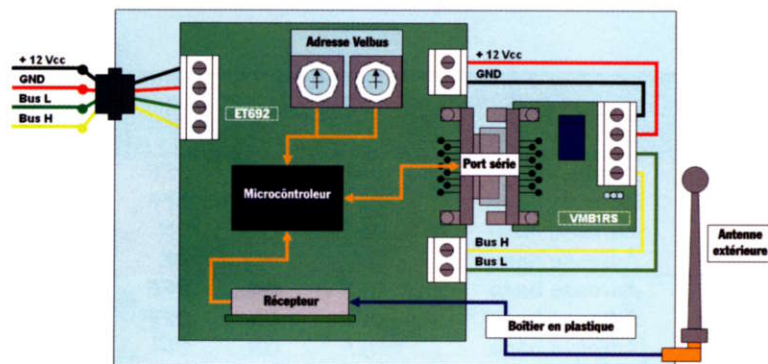 + 12 Vcc
GND
Bus L
Bus H
ET692
Adresse Velbus
Microcôntroleur
Récepteur
+ 12 Vcc
GND
Port série
VMB1RS
Bus H
Bus L
Boîtier en plastique
Antenne
extérieure